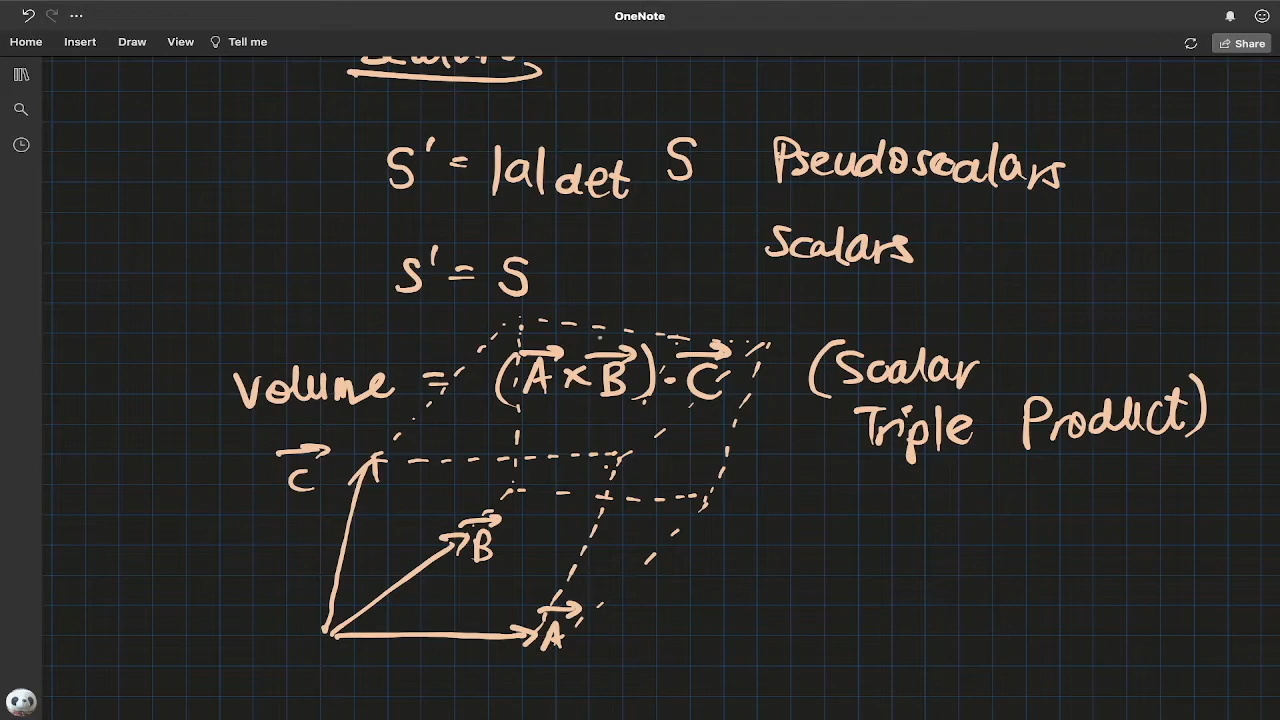 OneNote
Home Insert Draw View Tell me Share
S' = |a|det S Pseudoscalars
S' = S Scalars
Volume = (A⃗ × B⃗) · C⃗ (Scalar
Triple Product)
C⃗
B⃗
A⃗